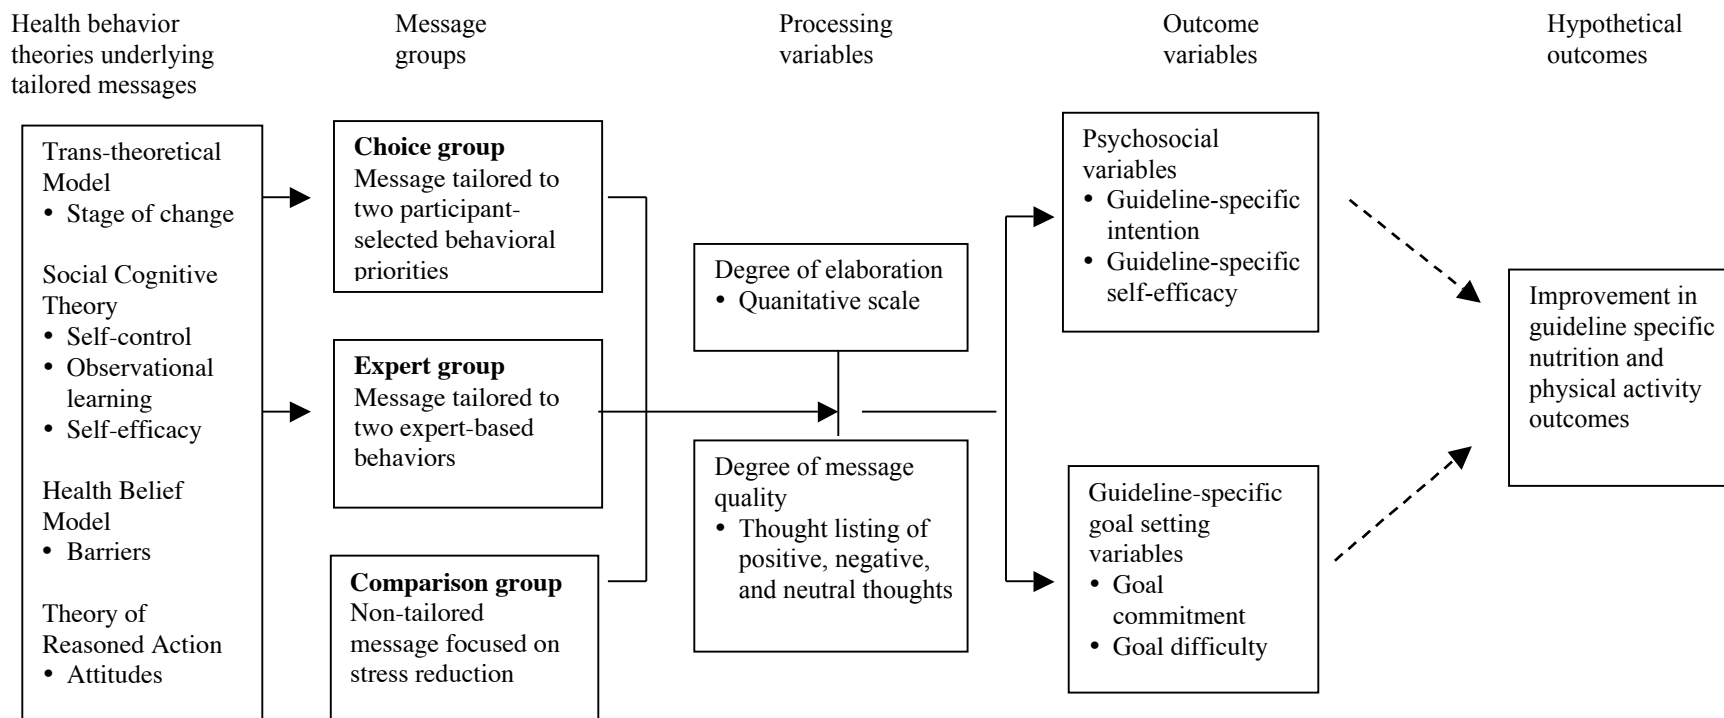 Health behavior
theories underlying
tailored messages
Message
groups
Processing
variables
Outcome
variables
Hypothetical
outcomes
Trans-theoretical
Model
• Stage of change
Social Cognitive
Theory
• Self-control
• Observational
learning
• Self-efficacy
Health Belief
Model
• Barriers
Theory of
Reasoned Action
• Attitudes
Choice group
Message tailored to
two participant-
selected behavioral
priorities
Expert group
Message tailored to
two expert-based
behaviors
Comparison group
Non-tailored
message focused on
stress reduction
Degree of elaboration
• Quanitative scale
Degree of message
quality
• Thought listing of
positive, negative,
and neutral thoughts
Psychosocial
variables
• Guideline-specific
intention
• Guideline-specific
self-efficacy
Guideline-specific
goal setting
variables
• Goal
commitment
• Goal difficulty
Improvement in
guideline specific
nutrition and
physical activity
outcomes